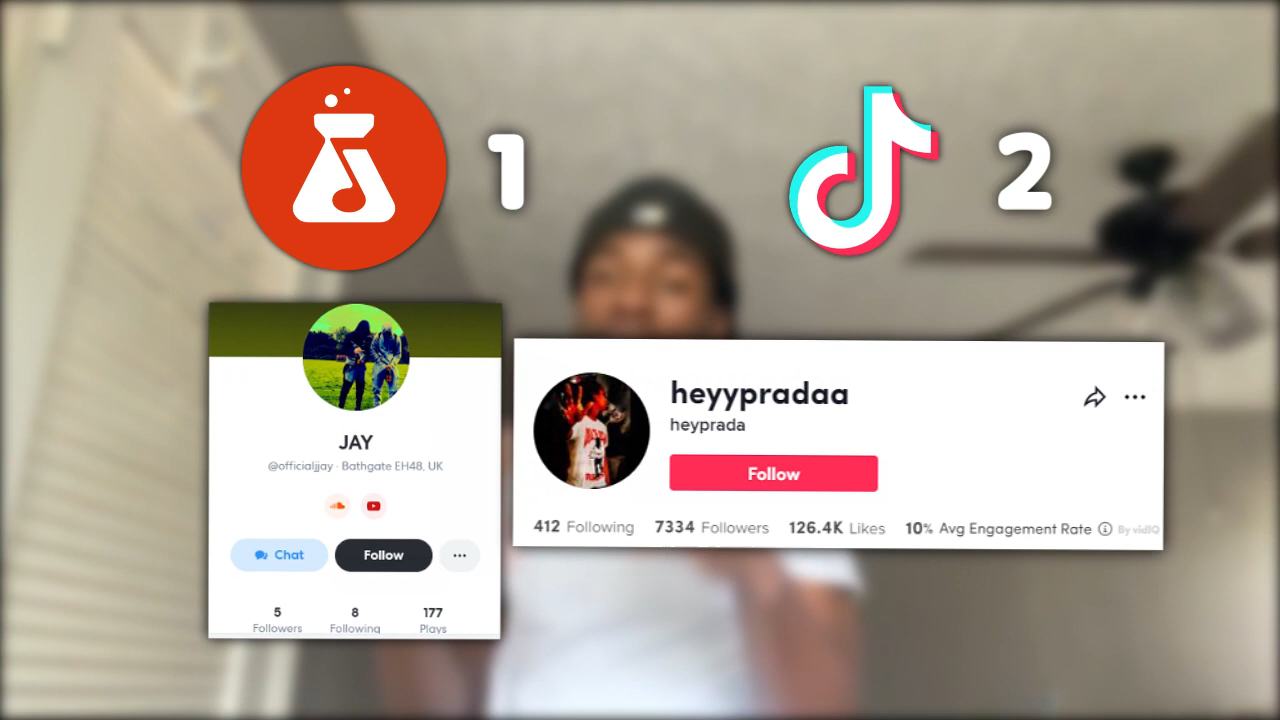 1
2
JAY
@officialjjay · Bathgate EH48, UK
Chat
Follow
5
8
177
Followers
Following
Plays
heyypradaa
heyprada
Follow
412 Following 7334 Followers 126.4K Likes 10% Avg Engagement Rate By vidIQ